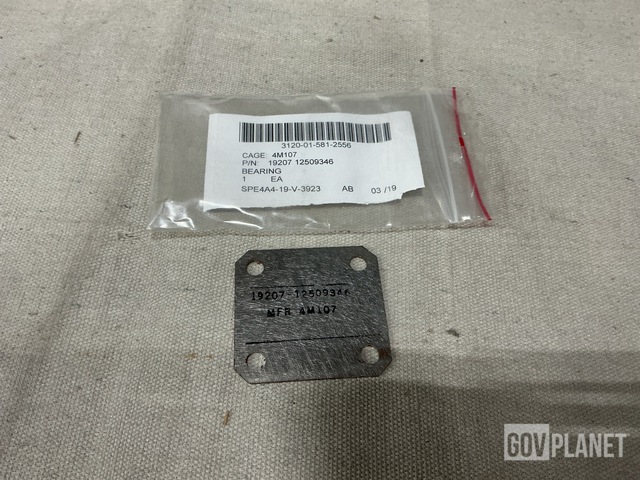 3120-01-581-2556
CAGE: 4M107
P/N: 19207 12509346
BEARING
1 EA
SPE4A4-19-V-3923 AB 03/19
19207-12509346
MFR 4M107
GOVPLANET